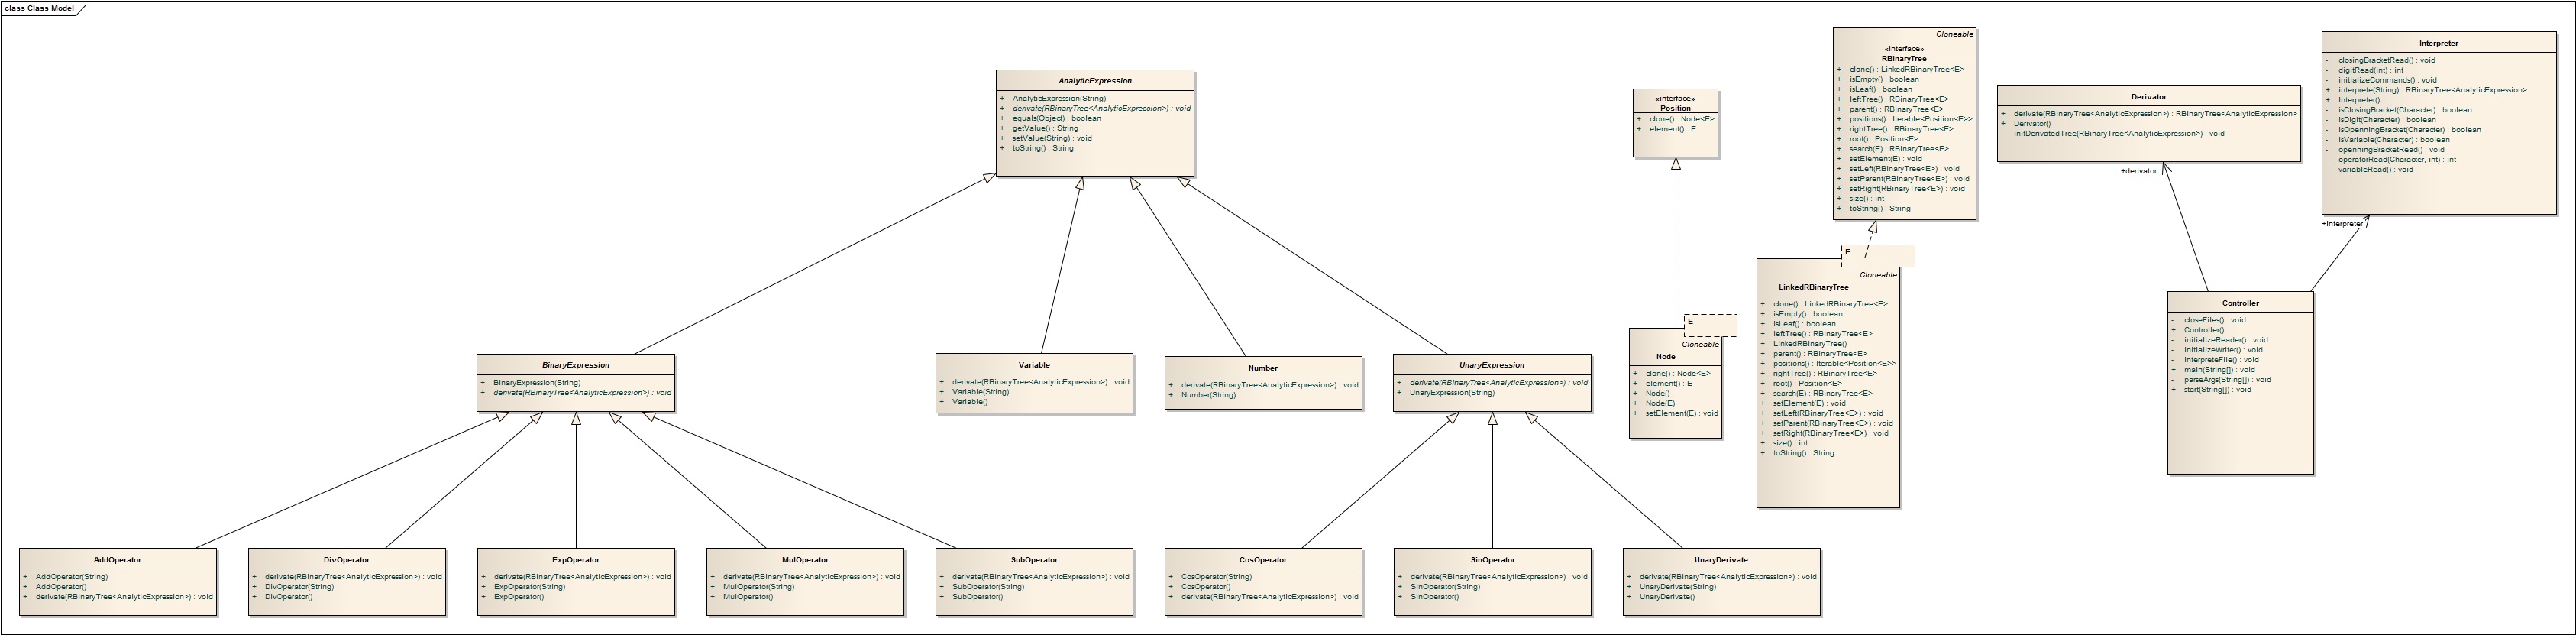 class Class Model
AnalyticExpression
+ AnalyticExpression(String)
+ derivate(RBinaryTree<AnalyticExpression>) : void
+ equals(Object) : boolean
+ getValue() : String
+ setValue(String) : void
+ toString() : String
«interface»
Position
+ clone() : Node<E>
+ element() : E
Cloneable
«interface»
RBinaryTree
+ clone() : LinkedRBinaryTree<E>
+ isEmpty() : boolean
+ isLeaf() : boolean
+ leftTree() : RBinaryTree<E>
+ parent() : RBinaryTree<E>
+ positions() : Iterable<Position<E>>
+ rightTree() : RBinaryTree<E>
+ root() : Position<E>
+ search(E) : RBinaryTree<E>
+ setElement(E) : void
+ setLeft(RBinaryTree<E>) : void
+ setParent(RBinaryTree<E>) : void
+ setRight(RBinaryTree<E>) : void
+ size() : int
+ toString() : String
Derivator
+ derivate(RBinaryTree<AnalyticExpression>) : RBinaryTree<AnalyticExpression>
+ Derivator()
- initDerivatedTree(RBinaryTree<AnalyticExpression>) : void
Interpreter
- closingBracketRead() : void
- digitRead(int) : int
- initializeCommands() : void
+ interprete(String) : RBinaryTree<AnalyticExpression>
+ Interpreter()
- isClosingBracket(Character) : boolean
- isDigit(Character) : boolean
- isOpenningBracket(Character) : boolean
- isVariable(Character) : boolean
- openningBracketRead() : void
- operatorRead(Character, int) : int
- variableRead() : void
+derivator
+interpreter
BinaryExpression
+ BinaryExpression(String)
+ derivate(RBinaryTree<AnalyticExpression>) : void
Variable
+ derivate(RBinaryTree<AnalyticExpression>) : void
+ Variable(String)
+ Variable()
Number
+ derivate(RBinaryTree<AnalyticExpression>) : void
+ Number(String)
UnaryExpression
+ derivate(RBinaryTree<AnalyticExpression>) : void
+ UnaryExpression(String)
E
Cloneable
Node
+ clone() : Node<E>
+ element() : E
+ Node()
+ Node(E)
+ setElement(E) : void
E
Cloneable
LinkedRBinaryTree
+ clone() : LinkedRBinaryTree<E>
+ isEmpty() : boolean
+ isLeaf() : boolean
+ leftTree() : RBinaryTree<E>
+ LinkedRBinaryTree()
+ parent() : RBinaryTree<E>
+ positions() : Iterable<Position<E>>
+ rightTree() : RBinaryTree<E>
+ root() : Position<E>
+ search(E) : RBinaryTree<E>
+ setElement(E) : void
+ setLeft(RBinaryTree<E>) : void
+ setParent(RBinaryTree<E>) : void
+ setRight(RBinaryTree<E>) : void
+ size() : int
+ toString() : String
Controller
- closeFiles() : void
+ Controller()
- initializeReader() : void
- initializeWriter() : void
- interpreteFile() : void
+ main(String[]) : void
- parseArgs(String[]) : void
+ start(String[]) : void
AddOperator
+ AddOperator(String)
+ AddOperator()
+ derivate(RBinaryTree<AnalyticExpression>) : void
DivOperator
+ derivate(RBinaryTree<AnalyticExpression>) : void
+ DivOperator(String)
+ DivOperator()
ExpOperator
+ derivate(RBinaryTree<AnalyticExpression>) : void
+ ExpOperator(String)
+ ExpOperator()
MulOperator
+ derivate(RBinaryTree<AnalyticExpression>) : void
+ MulOperator(String)
+ MulOperator()
SubOperator
+ derivate(RBinaryTree<AnalyticExpression>) : void
+ SubOperator(String)
+ SubOperator()
CosOperator
+ CosOperator(String)
+ CosOperator()
+ derivate(RBinaryTree<AnalyticExpression>) : void
SinOperator
+ derivate(RBinaryTree<AnalyticExpression>) : void
+ SinOperator(String)
+ SinOperator()
UnaryDerivate
+ derivate(RBinaryTree<AnalyticExpression>) : void
+ UnaryDerivate(String)
+ UnaryDerivate()